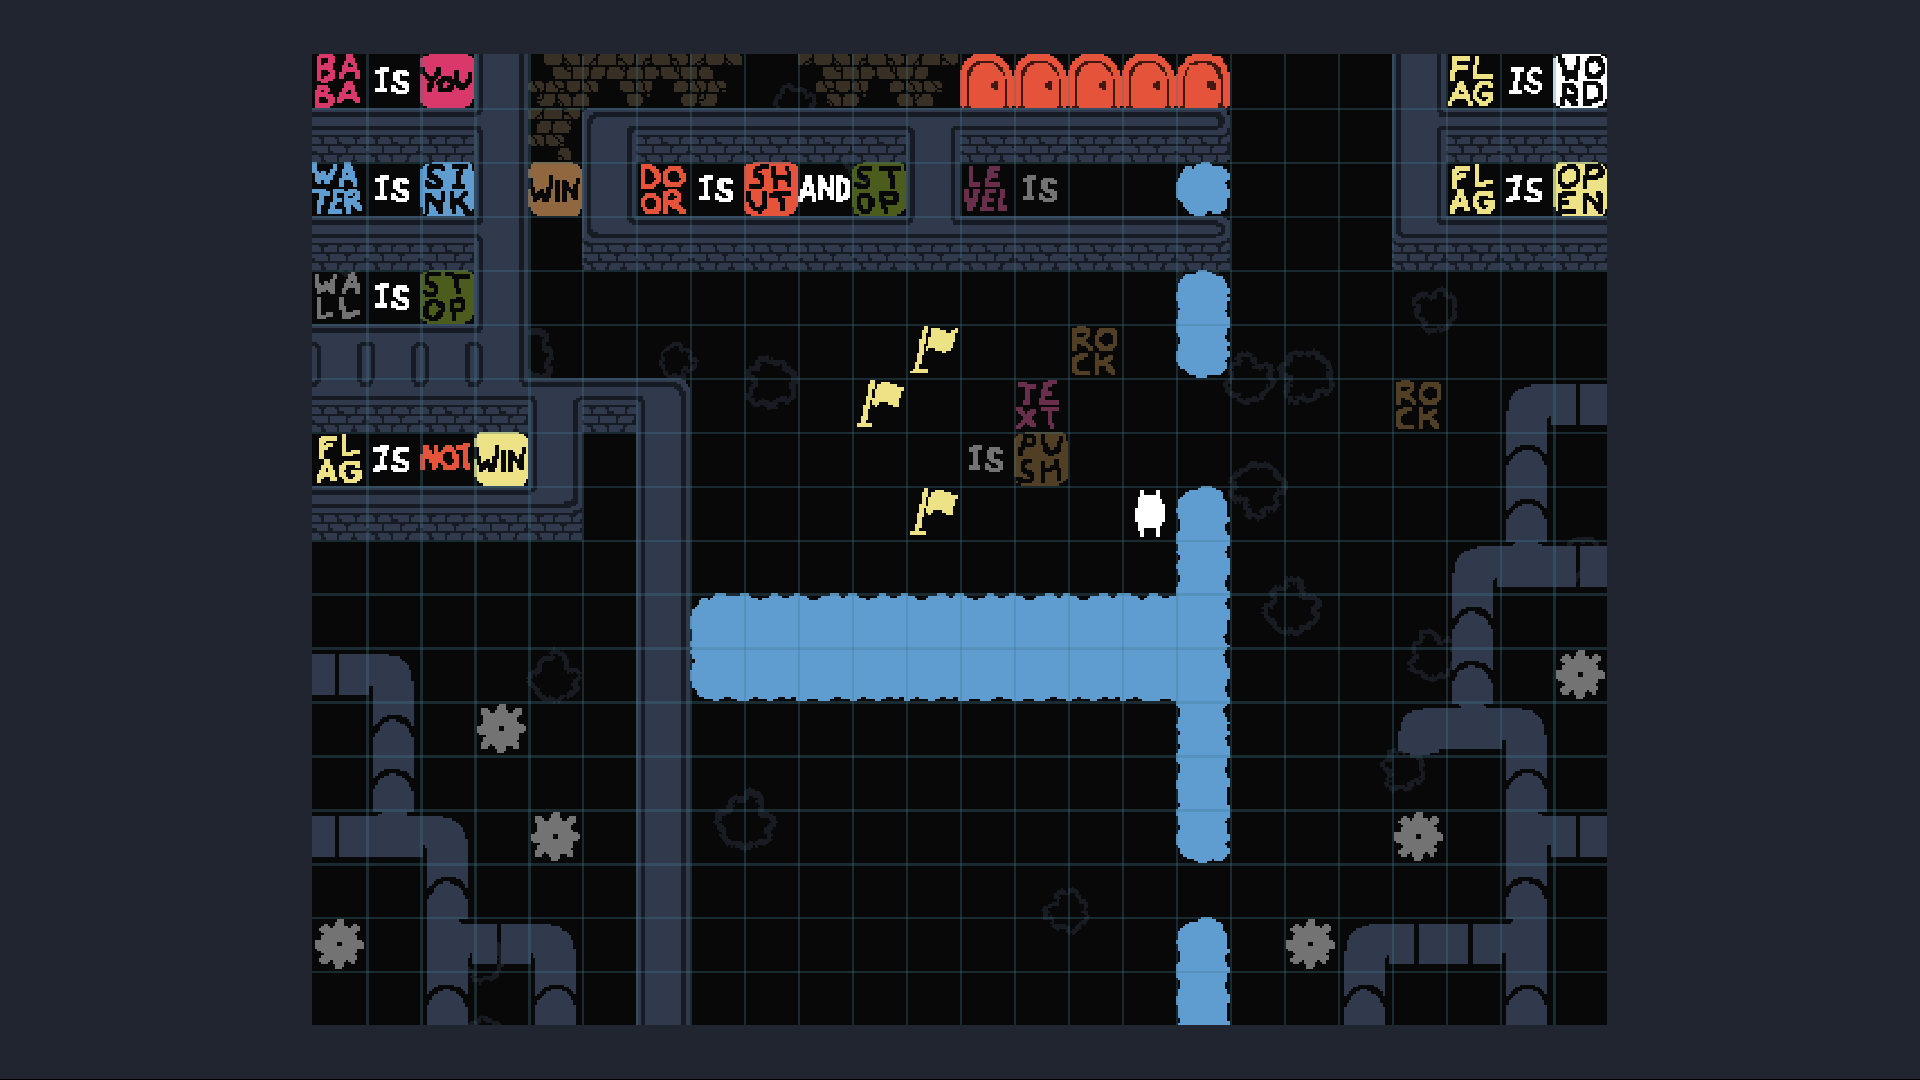 BABA IS YOU
FLAG IS WORD
WATER IS SINK
WIN
DOOR IS SHUT AND STOP
LEVEL IS
FLAG IS OPEN
WALL IS STOP
ROCK
TEXT
ROCK
FLAG IS NOT WIN
IS PUSH